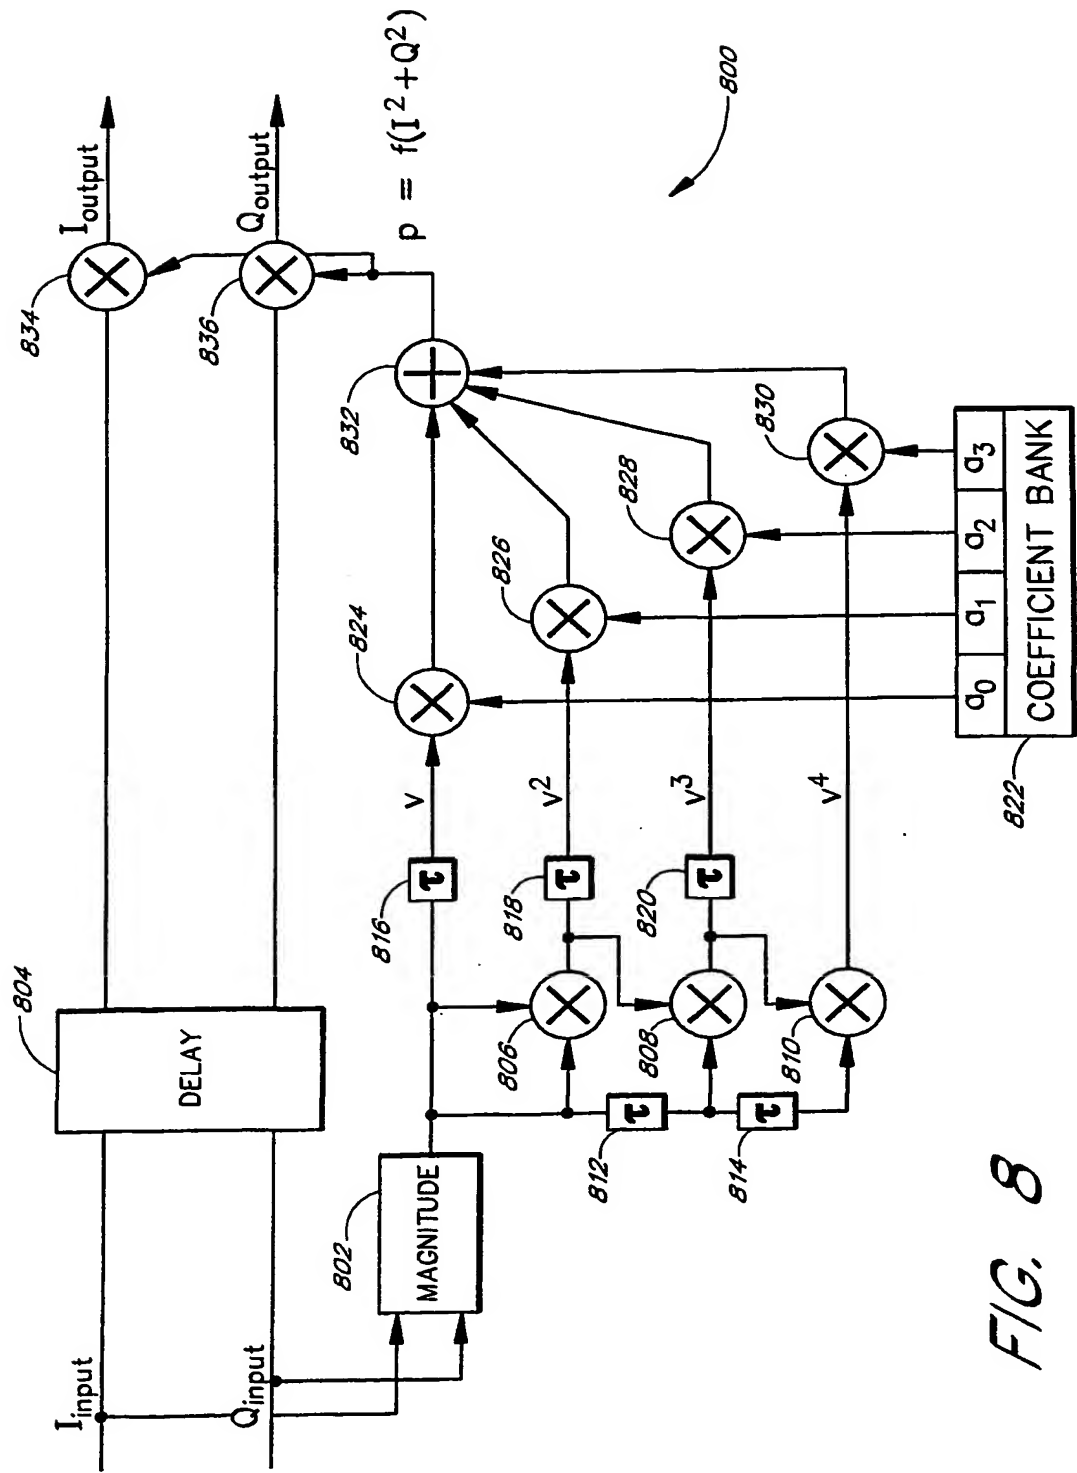 I_input
Q_input
804
DELAY
834
I_output
836
Q_output
p = f(I^2+Q^2)
802
MAGNITUDE
816
τ
v
824
832
806
818
τ
v^2
826
812
τ
808
820
τ
v^3
828
814
τ
810
v^4
830
a_0 a_1 a_2 a_3
COEFFICIENT BANK
822
800
FIG. 8